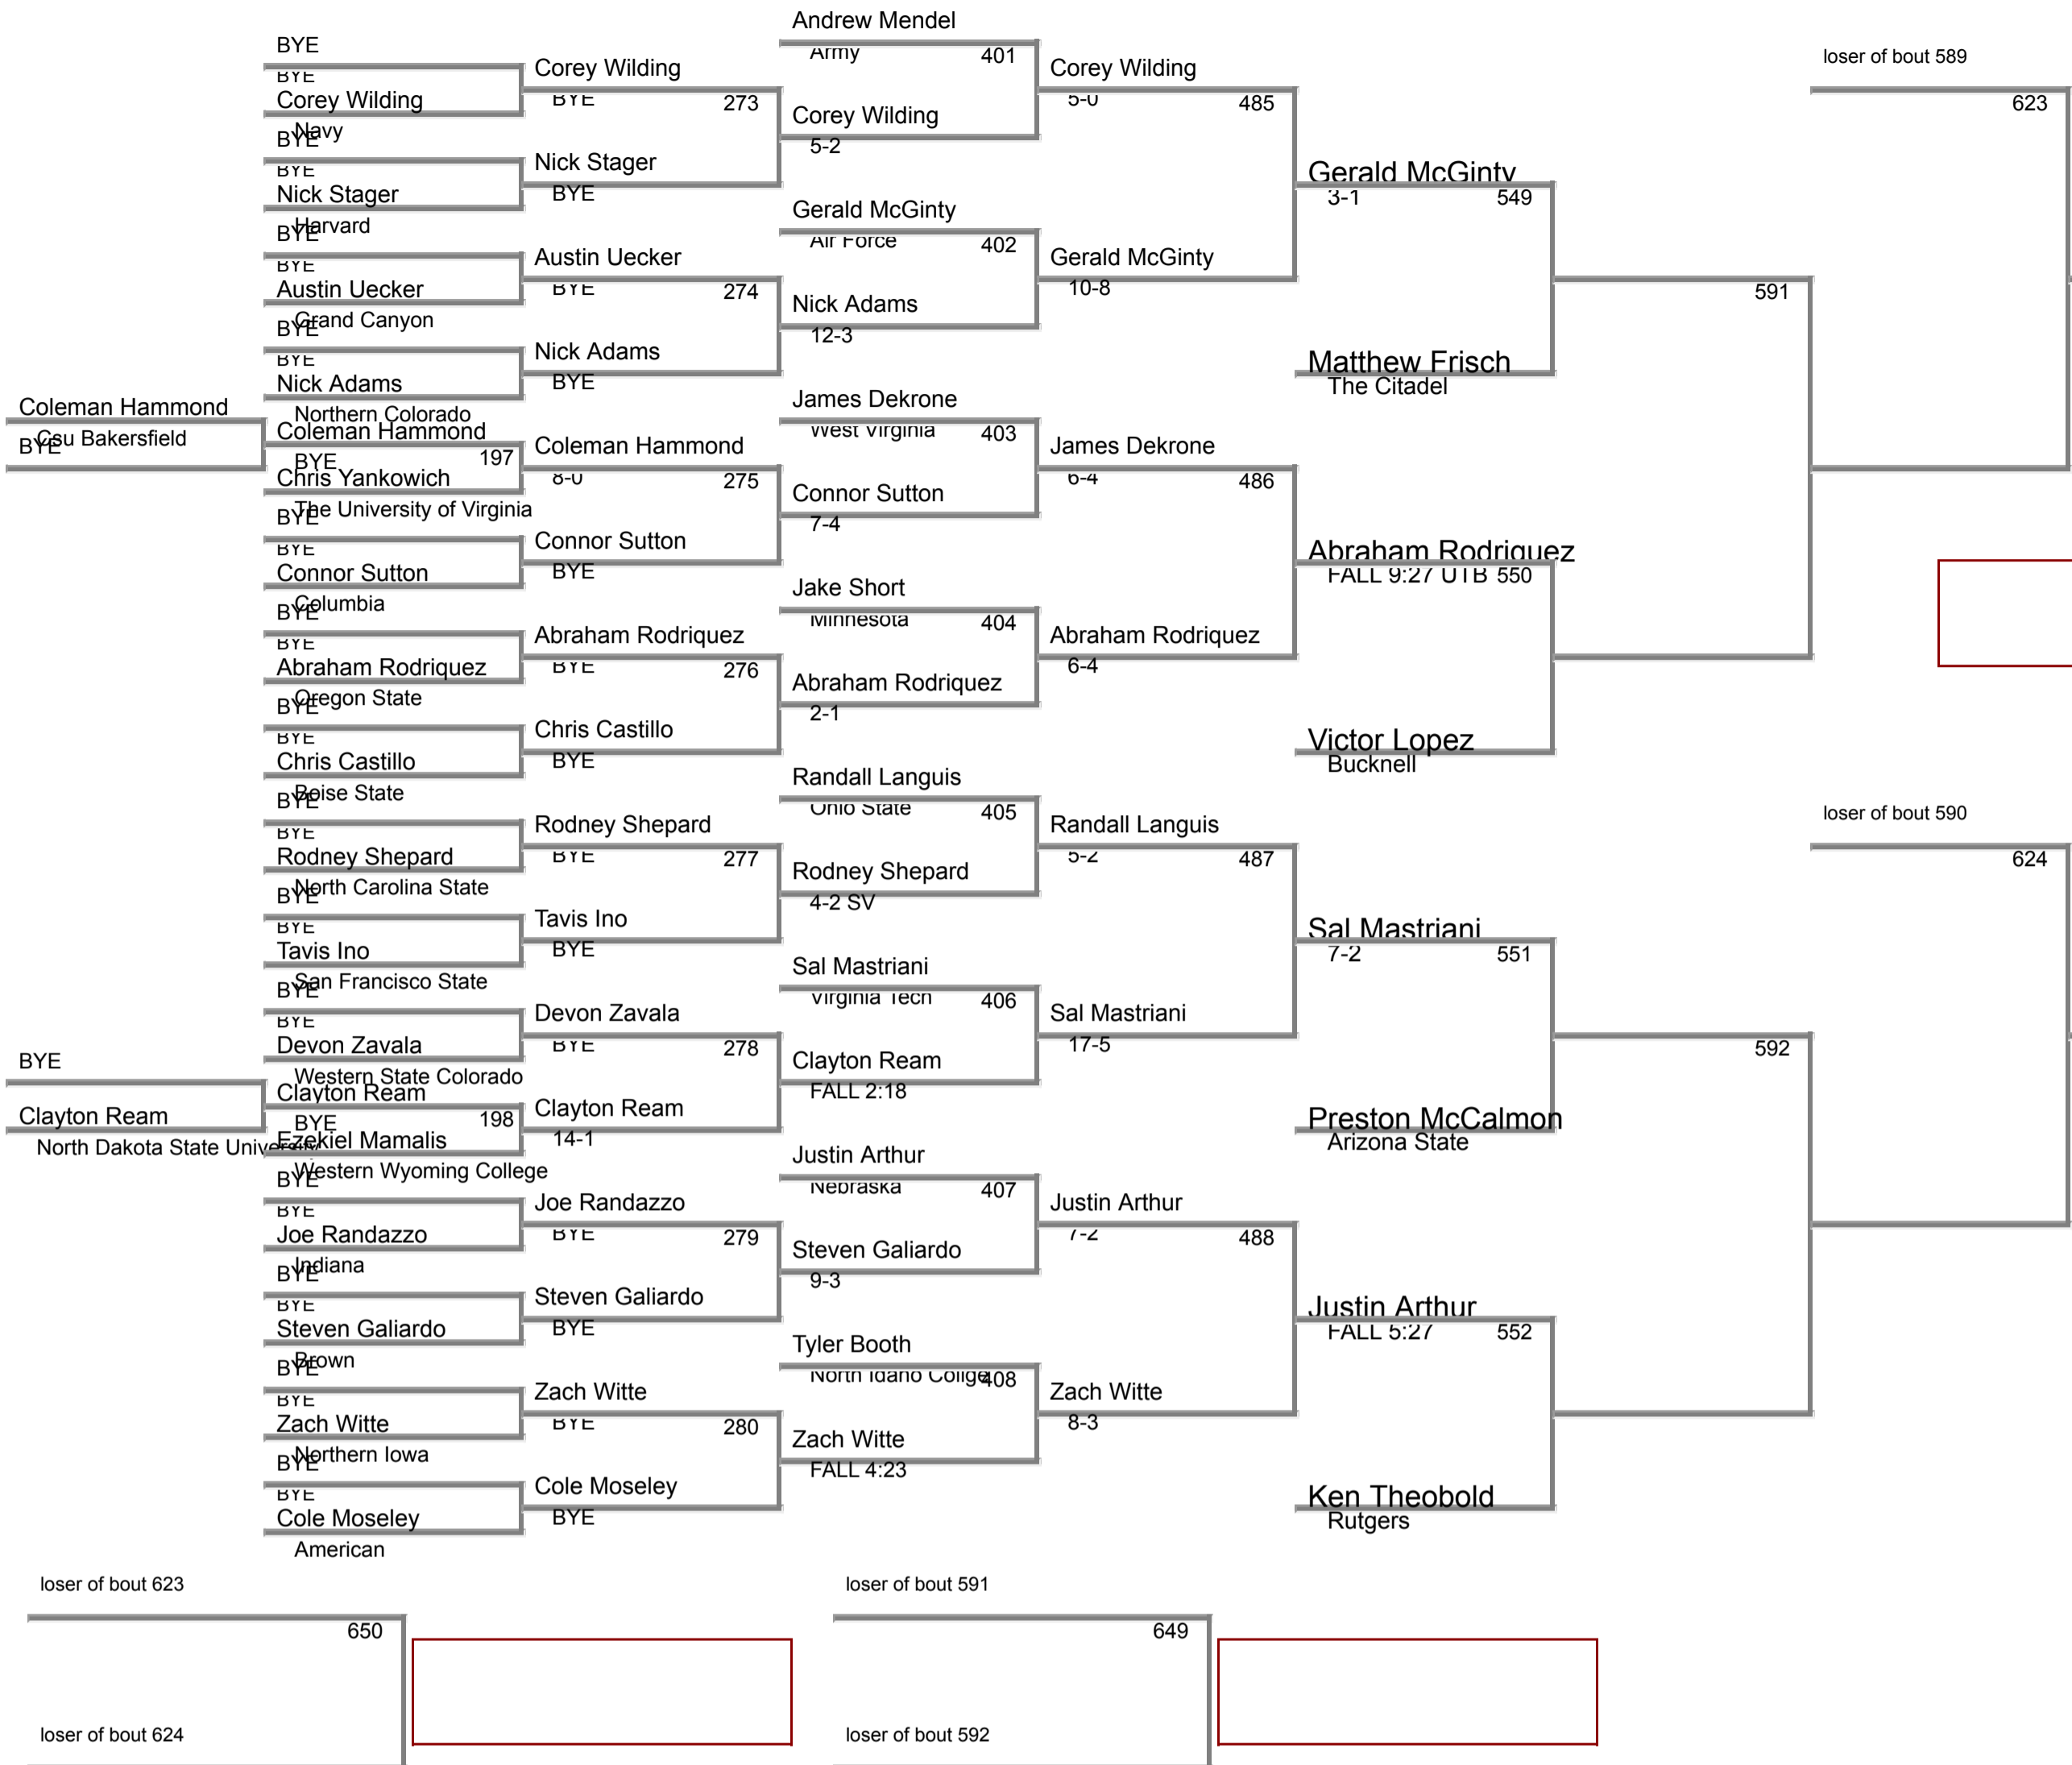 Coleman Hammond
Csu Bakersfield
BYE
BYE
Clayton Ream
North Dakota State University
BYE
BYE
Corey Wilding
Navy
BYE
BYE
Nick Stager
Harvard
BYE
BYE
Austin Uecker
Grand Canyon
BYE
BYE
Nick Adams
Northern Colorado
Coleman Hammond
BYE
197
Chris Yankowich
The University of Virginia
BYE
BYE
Connor Sutton
Columbia
BYE
BYE
Abraham Rodriquez
Oregon State
BYE
BYE
Chris Castillo
Boise State
BYE
BYE
Rodney Shepard
North Carolina State
BYE
BYE
Tavis Ino
San Francisco State
BYE
BYE
Devon Zavala
Western State Colorado
Clayton Ream
BYE
198
Ezekiel Mamalis
Western Wyoming College
BYE
BYE
Joe Randazzo
Indiana
BYE
BYE
Steven Galiardo
Brown
BYE
BYE
Zach Witte
Northern Iowa
BYE
BYE
Cole Moseley
American
Corey Wilding
BYE
273
Nick Stager
BYE
Austin Uecker
BYE
274
Nick Adams
BYE
Coleman Hammond
8-0
275
Connor Sutton
BYE
Abraham Rodriquez
BYE
276
Chris Castillo
BYE
Rodney Shepard
BYE
277
Tavis Ino
BYE
Devon Zavala
BYE
278
Clayton Ream
14-1
Joe Randazzo
BYE
279
Steven Galiardo
BYE
Zach Witte
BYE
280
Cole Moseley
BYE
Andrew Mendel
Army
401
Corey Wilding
5-2
Gerald McGinty
Air Force
402
Nick Adams
12-3
James Dekrone
West Virginia
403
Connor Sutton
7-4
Jake Short
Minnesota
404
Abraham Rodriquez
2-1
Randall Languis
Ohio State
405
Rodney Shepard
4-2 SV
Sal Mastriani
Virginia Tech
406
Clayton Ream
FALL 2:18
Justin Arthur
Nebraska
407
Steven Galiardo
9-3
Tyler Booth
North Idaho Collge
408
Zach Witte
FALL 4:23
Corey Wilding
5-0
485
Gerald McGinty
10-8
James Dekrone
6-4
486
Abraham Rodriquez
6-4
Randall Languis
5-2
487
Sal Mastriani
17-5
Justin Arthur
7-2
488
Zach Witte
8-3
Gerald McGinty
3-1
549
Matthew Frisch
The Citadel
Abraham Rodriquez
FALL 9:27 UTB
550
Victor Lopez
Bucknell
Sal Mastriani
7-2
551
Preston McCalmon
Arizona State
Justin Arthur
FALL 5:27
552
Ken Theobold
Rutgers
591
592
loser of bout 589
623
loser of bout 590
624
loser of bout 623
650
loser of bout 624
loser of bout 591
649
loser of bout 592